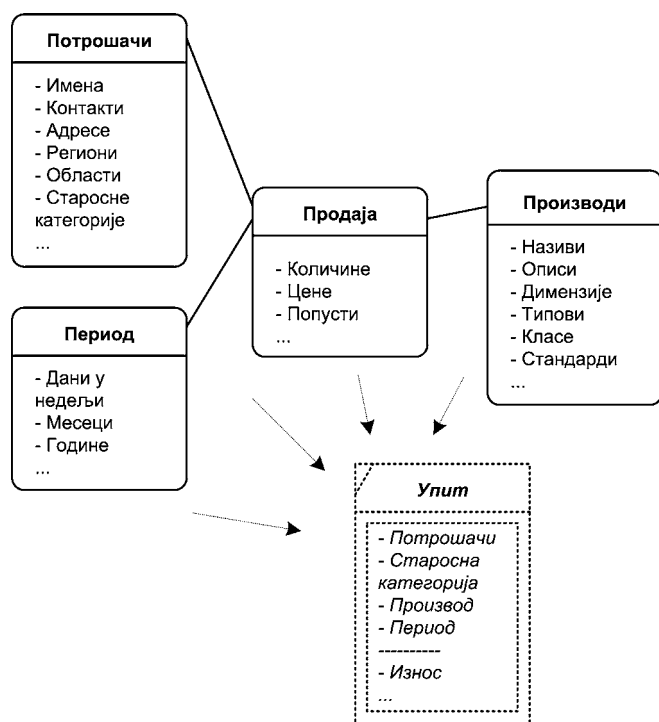 Потрошачи
- Имена
- Контакти
- Адресе
- Региони
- Области
- Старосне
категорије
...
Период
- Дани у
недељи
- Месеци
- Године
...
Продаја
- Количине
- Цене
- Попусти
...
Производи
- Називи
- Описи
- Димензије
- Типови
- Класе
- Стандарди
...
Упит
- Потрошачи
- Старосна
категорија
- Производ
- Период
----------
- Износ
...